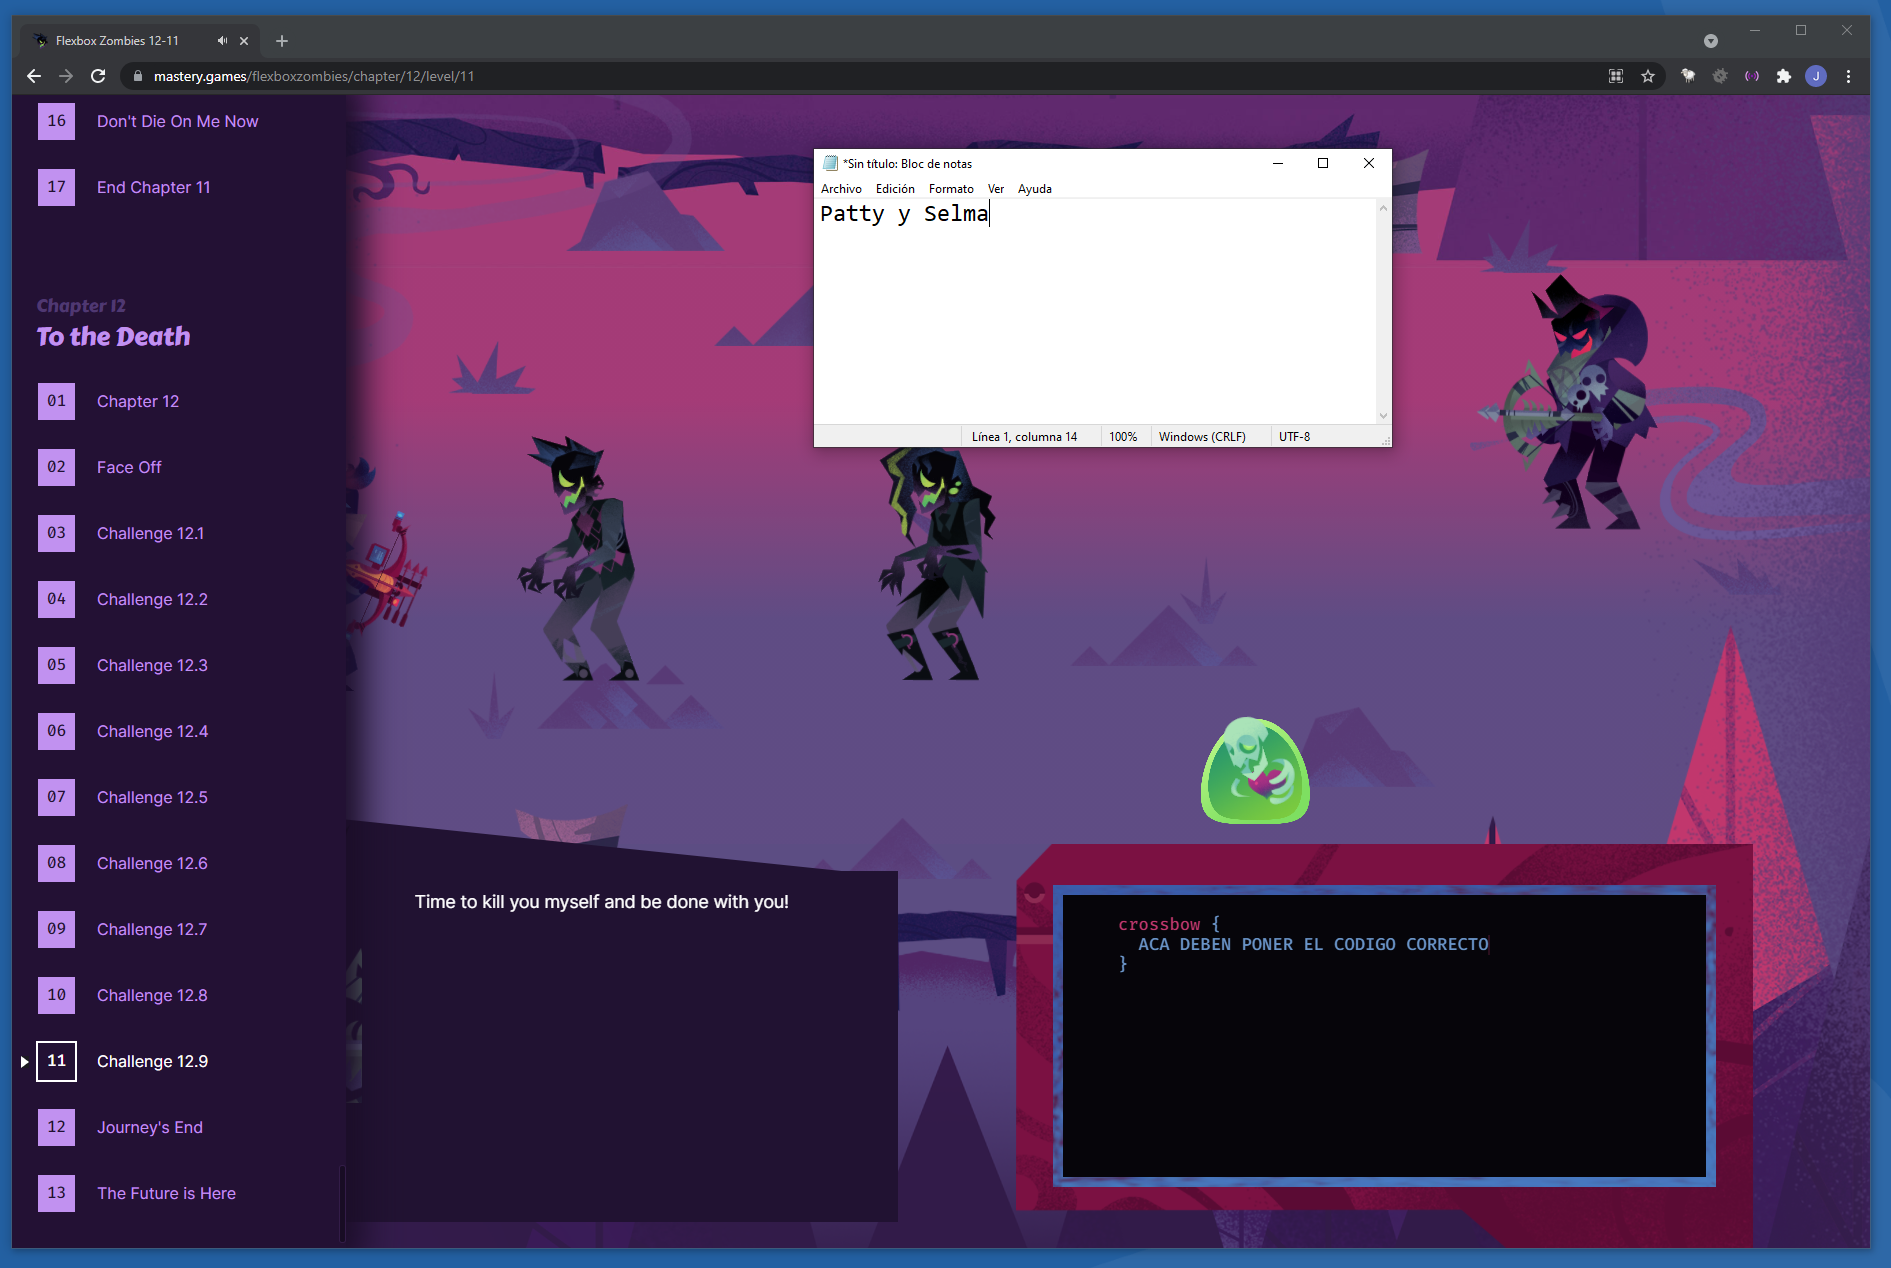 Flexbox Zombies 12-11
mastery.games/flexboxzombies/chapter/12/level/11
J
16 Don't Die On Me Now
17 End Chapter 11
Chapter 12
To the Death
01 Chapter 12
02 Face Off
03 Challenge 12.1
04 Challenge 12.2
05 Challenge 12.3
06 Challenge 12.4
07 Challenge 12.5
08 Challenge 12.6
09 Challenge 12.7
10 Challenge 12.8
11 Challenge 12.9
12 Journey's End
13 The Future is Here
*Sin título: Bloc de notas
Archivo Edición Formato Ver Ayuda
Patty y Selma
Línea 1, columna 14 100% Windows (CRLF) UTF-8
Time to kill you myself and be done with you!
crossbow {
ACA DEBEN PONER EL CODIGO CORRECTO
}